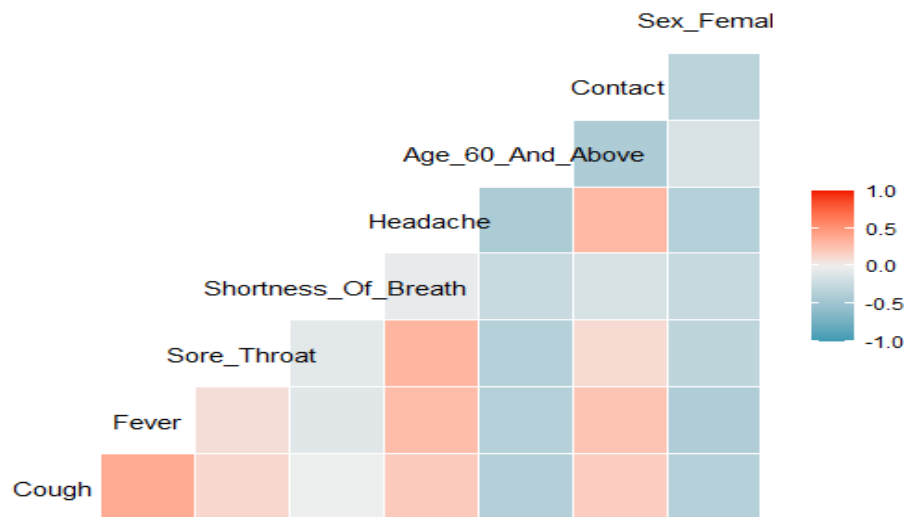 Sex_Femal
Contact
Age_60_And_Above
Headache
Shortness_Of_Breath
Sore_Throat
Fever
Cough
1.0
0.5
0.0
-0.5
-1.0